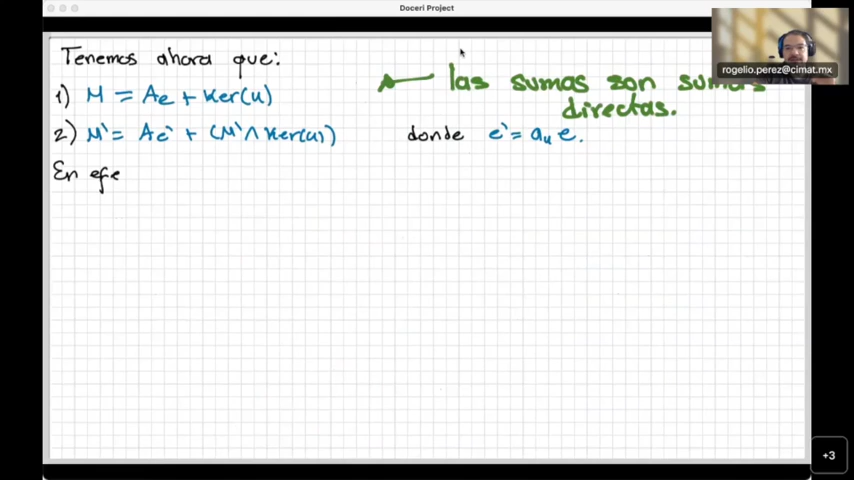 Doceri Project
rogelio.perez@cimat.mx
Tenemos ahora que:
las sumas son sumas
directas.
1) M = Ae + Ker(u)
2) M' = Ae' + (M' ∩ Ker(u)) donde e' = aᵤ e.
En efe
+3